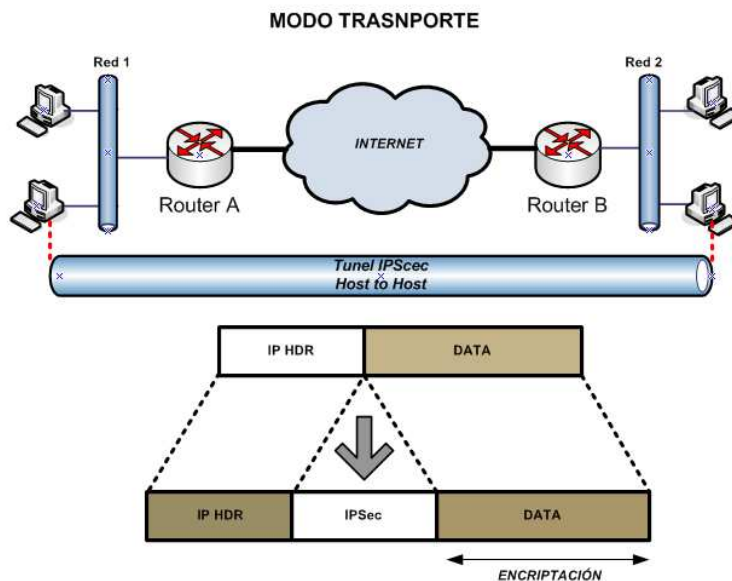 MODO TRASNPORTE
Red 1
Red 2
INTERNET
Router A
Router B
Tunel IPScec
Host to Host
IP HDR
DATA
IP HDR
IPSec
DATA
ENCRIPTACIÓN